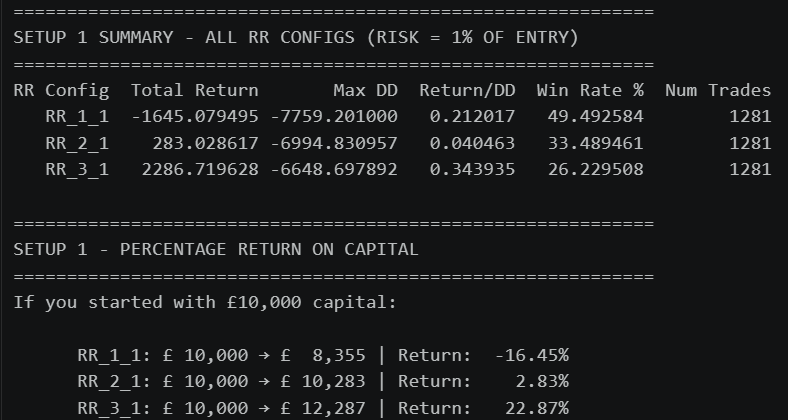 ============================================================
SETUP 1 SUMMARY - ALL RR CONFIGS (RISK = 1% OF ENTRY)
============================================================
RR Config  Total Return       Max DD  Return/DD  Win Rate %  Num Trades
   RR_1_1  -1645.079495 -7759.201000   0.212017   49.492584        1281
   RR_2_1    283.028617 -6994.830957   0.040463   33.489461        1281
   RR_3_1   2286.719628 -6648.697892   0.343935   26.229508        1281

============================================================
SETUP 1 - PERCENTAGE RETURN ON CAPITAL
============================================================
If you started with £10,000 capital:

      RR_1_1: £ 10,000 → £  8,355 | Return:  -16.45%
      RR_2_1: £ 10,000 → £ 10,283 | Return:    2.83%
      RR_3_1: £ 10,000 → £ 12,287 | Return:   22.87%